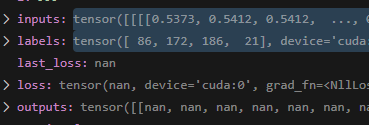 > inputs: tensor([[[[0.5373, 0.5412, 0.5412, ..., 0
> labels: tensor([ 86, 172, 186, 21], device='cuda:
last_loss: nan
> loss: tensor(nan, device='cuda:0', grad_fn=<NllLos
> outputs: tensor([[nan, nan, nan, nan, nan, nan, na